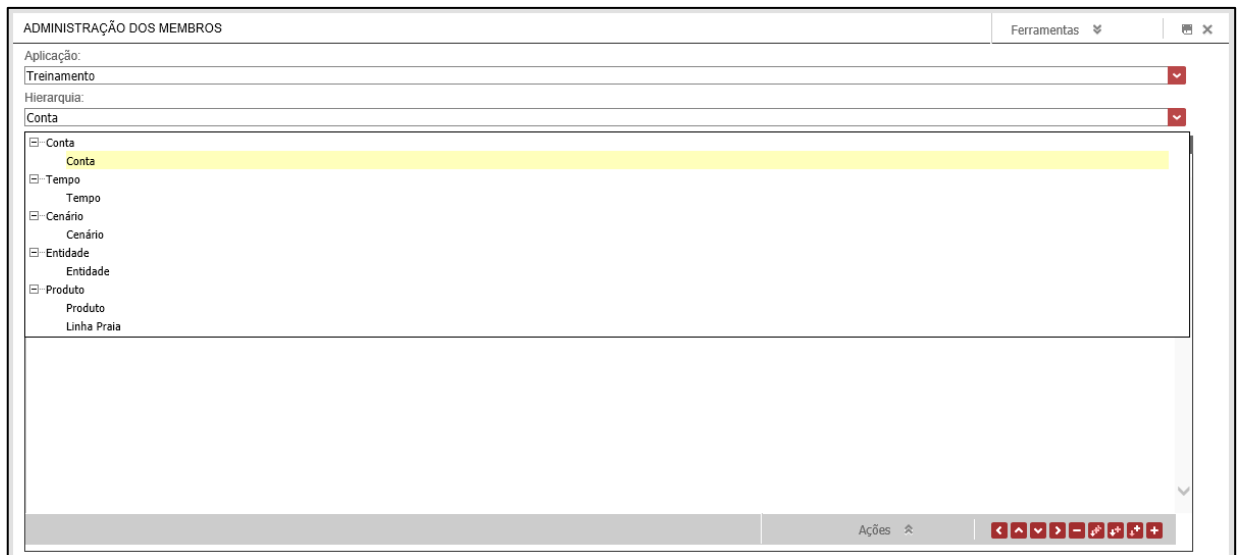 ADMINISTRAÇÃO DOS MEMBROS
Ferramentas
Aplicação:
Treinamento
Hierarquia:
Conta
Conta
Conta
Tempo
Tempo
Cenário
Cenário
Entidade
Entidade
Produto
Produto
Linha Praia
Ações